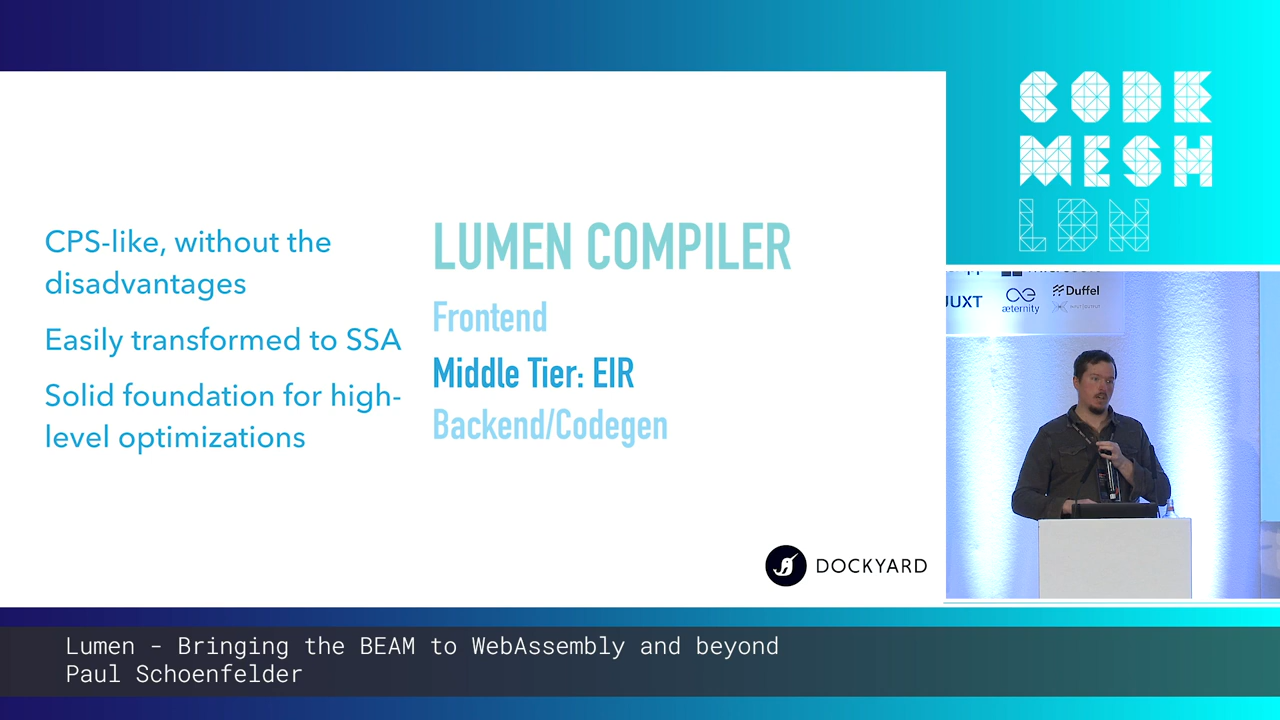 CODE
MESH
LDN
CPS-like, without the
disadvantages
Easily transformed to SSA
Solid foundation for high-
level optimizations
LUMEN COMPILER
Frontend
Middle Tier: EIR
Backend/Codegen
DOCKYARD
JUXT
æternity
Duffel
Lumen - Bringing the BEAM to WebAssembly and beyond
Paul Schoenfelder